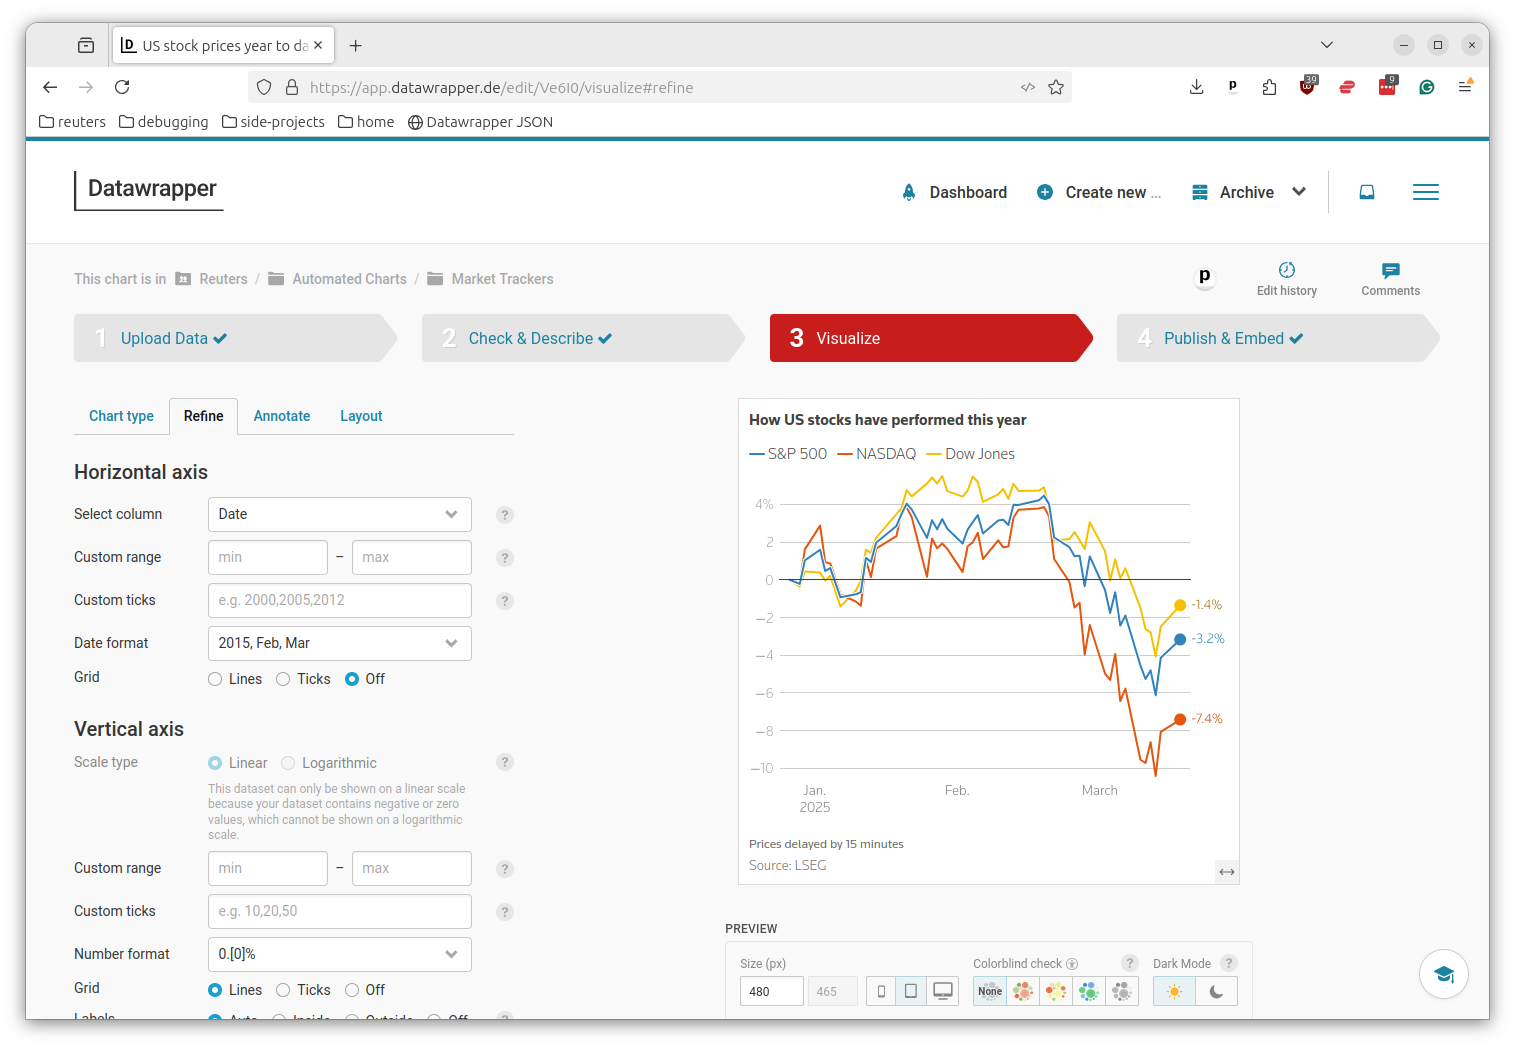 US stock prices year to da
https://app.datawrapper.de/edit/Ve6I0/visualize#refine
39
9
reuters debugging side-projects home Datawrapper JSON
Datawrapper
Dashboard Create new ... Archive
This chart is in Reuters / Automated Charts / Market Trackers
p
Edit history
Comments
1 Upload Data
2 Check & Describe
3 Visualize
4 Publish & Embed
Chart type Refine Annotate Layout
Horizontal axis
Select column Date ?
Custom range min – max ?
Custom ticks e.g. 2000,2005,2012 ?
Date format 2015, Feb, Mar
Grid Lines Ticks Off
Vertical axis
Scale type Linear Logarithmic ?
This dataset can only be shown on a linear scale
because your dataset contains negative or zero
values, which cannot be shown on a logarithmic
scale.
Custom range min – max ?
Custom ticks e.g. 10,20,50 ?
Number format 0.[0]%
Grid Lines Ticks Off
Labels Auto Inside Outside Off ?
How US stocks have performed this year
S&P 500 NASDAQ Dow Jones
4%
2
0
−2
−4
−6
−8
−10
-1.4%
-3.2%
-7.4%
Jan. Feb. March
2025
Prices delayed by 15 minutes
Source: LSEG
PREVIEW
Size (px) Colorblind check ? Dark Mode ?
480 465 None